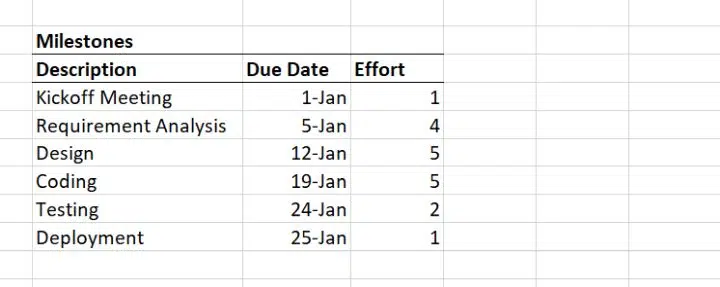 Milestones
Description Due Date Effort
Kickoff Meeting 1-Jan 1
Requirement Analysis 5-Jan 4
Design 12-Jan 5
Coding 19-Jan 5
Testing 24-Jan 2
Deployment 25-Jan 1